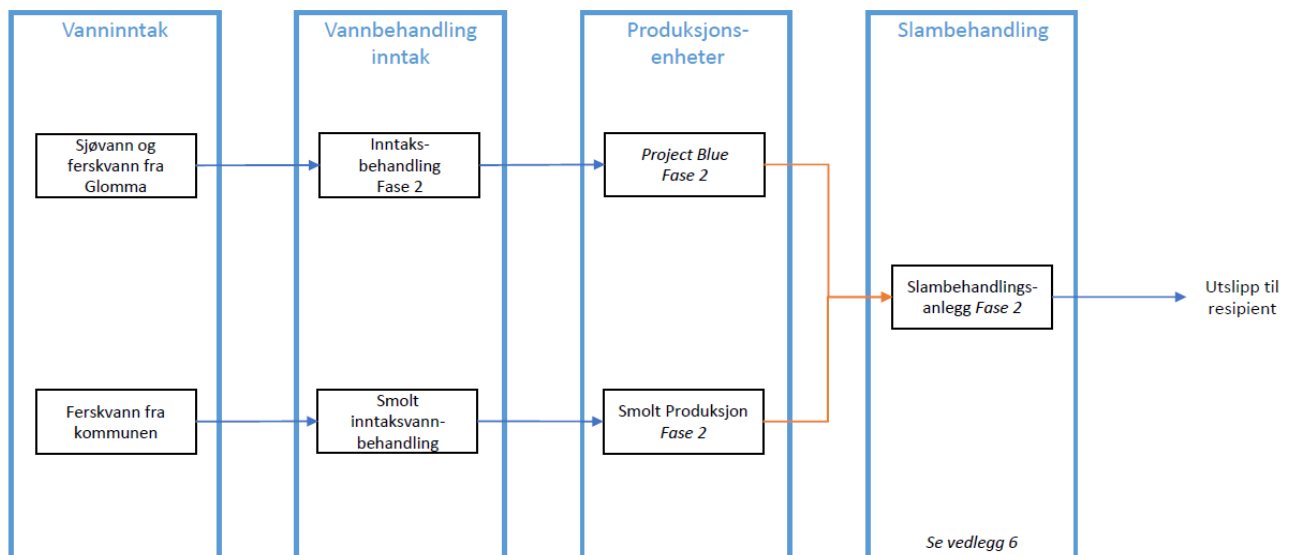 Vanninntak
Vannbehandling
inntak
Produksjons-
enheter
Slambehandling
Sjøvann og
ferskvann fra
Glomma
Inntaks-
behandling
Fase 2
Project Blue
Fase 2
Slambehandlings-
anlegg Fase 2
Utslipp til
resipient
Ferskvann fra
kommunen
Smolt
inntaksvann-
behandling
Smolt Produksjon
Fase 2
Se vedlegg 6